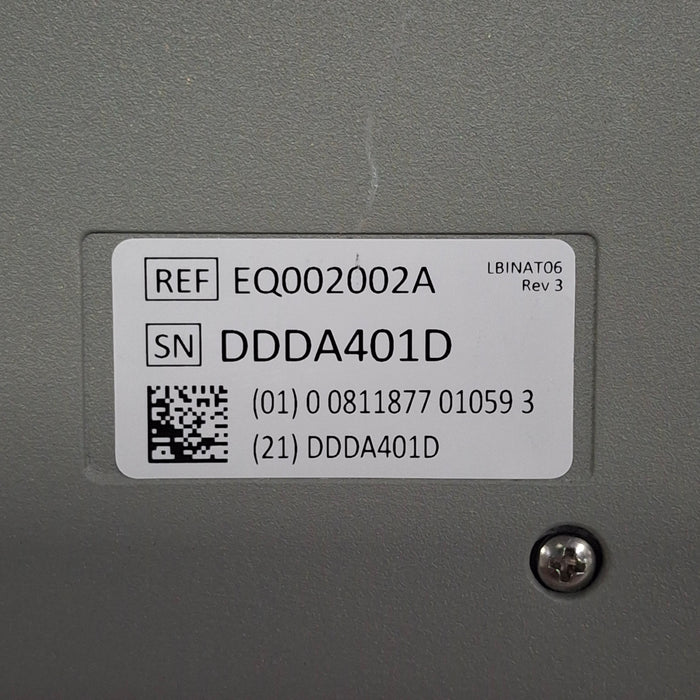 REF EQ002002A
LBINAT06
Rev 3
SN DDDA401D
(01) 0 0811877 01059 3
(21) DDDA401D